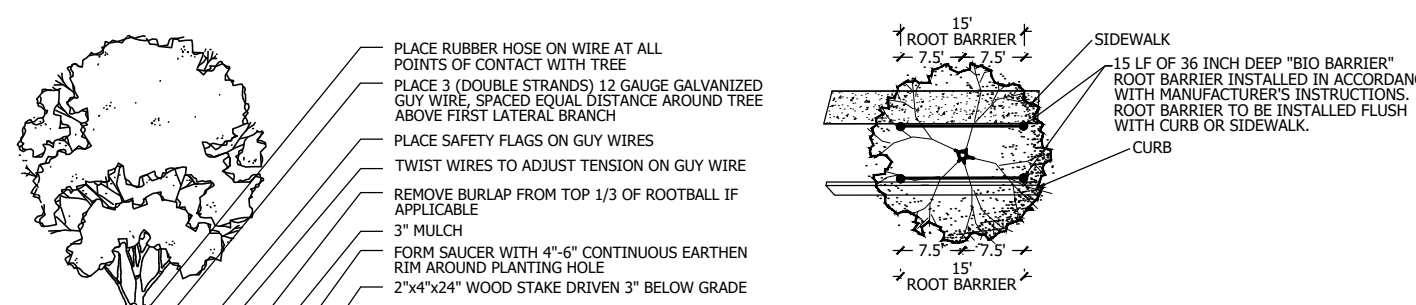 PLACE RUBBER HOSE ON WIRE AT ALL
POINTS OF CONTACT WITH TREE
PLACE 3 (DOUBLE STRANDS) 12 GAUGE GALVANIZED
GUY WIRE, SPACED EQUAL DISTANCE AROUND TREE
ABOVE FIRST LATERAL BRANCH
PLACE SAFETY FLAGS ON GUY WIRES
TWIST WIRES TO ADJUST TENSION ON GUY WIRE
REMOVE BURLAP FROM TOP 1/3 OF ROOTBALL IF
APPLICABLE
3" MULCH
FORM SAUCER WITH 4"-6" CONTINUOUS EARTHEN
RIM AROUND PLANTING HOLE
2"x4"x24" WOOD STAKE DRIVEN 3" BELOW GRADE
15'
ROOT BARRIER
7.5' 7.5'
SIDEWALK
15 LF OF 36 INCH DEEP "BIO BARRIER"
ROOT BARRIER INSTALLED IN
WITH MANUFACTURER'S INSTRUCTIONS.
ROOT BARRIER TO BE INSTALLED FLUSH
WITH CURB OR SIDEWALK.
CURB
7.5' 7.5'
15'
ROOT BARRIER